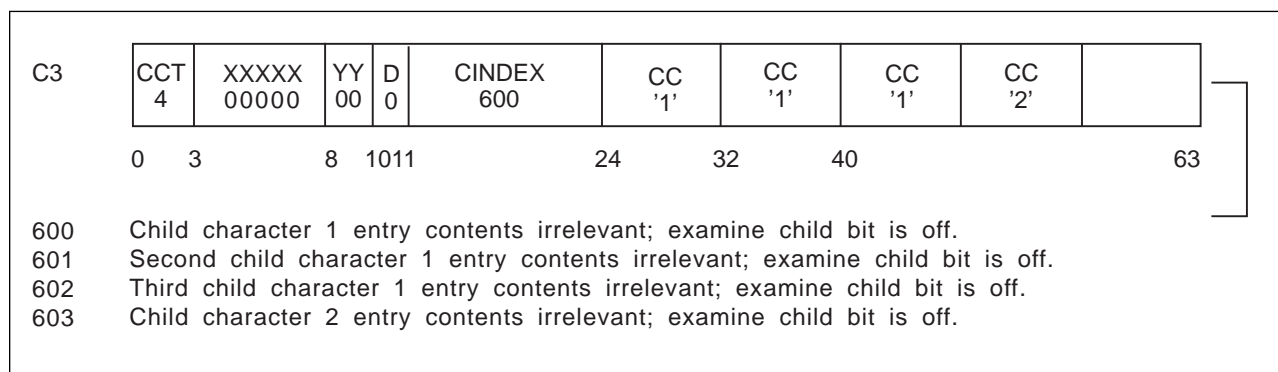 C3 CCT XXXXX YY D CINDEX CC CC CC CC
4 00000 00 0 600 '1' '1' '1' '2'
0 3 8 1011 24 32 40 63
600 Child character 1 entry contents irrelevant; examine child bit is off.
601 Second child character 1 entry contents irrelevant; examine child bit is off.
602 Third child character 1 entry contents irrelevant; examine child bit is off.
603 Child character 2 entry contents irrelevant; examine child bit is off.